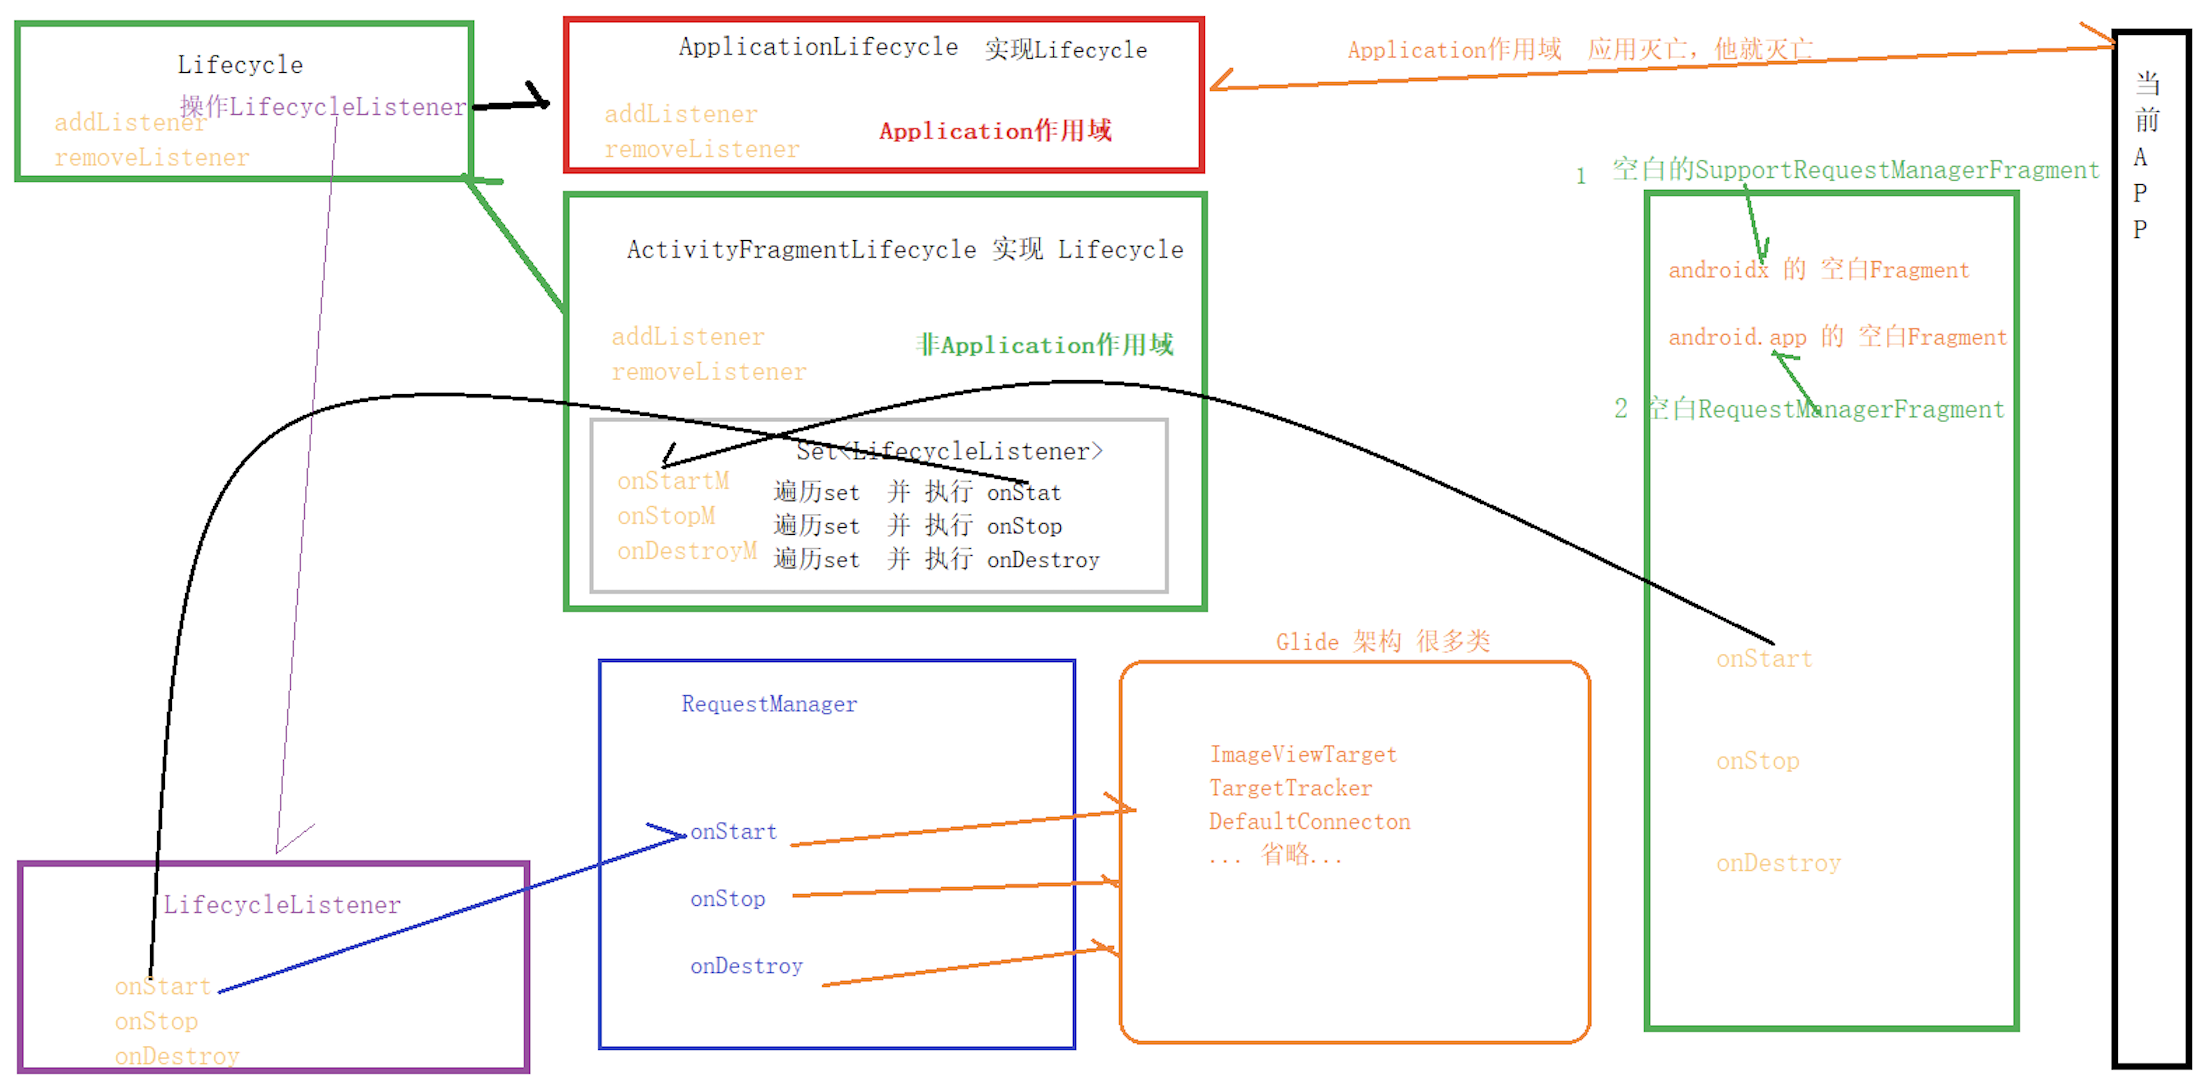 Lifecycle
操作LifecycleListener
addListener
removeListener
ApplicationLifecycle 实现Lifecycle
addListener
removeListener
Application作用域
Application作用域 应用灭亡，他就灭亡
当
前
A
P
P
1 空白的SupportRequestManagerFragment
androidx 的 空白Fragment
android.app 的 空白Fragment
2 空白RequestManagerFragment
onStart
onStop
onDestroy
ActivityFragmentLifecycle 实现 Lifecycle
addListener
removeListener
非Application作用域
Set<LifecycleListener>
onStartM 遍历set 并 执行 onStat
onStopM 遍历set 并 执行 onStop
onDestroyM 遍历set 并 执行 onDestroy
Glide 架构 很多类
RequestManager
onStart
onStop
onDestroy
ImageViewTarget
TargetTracker
DefaultConnecton
... 省略...
LifecycleListener
onStart
onStop
onDestroy